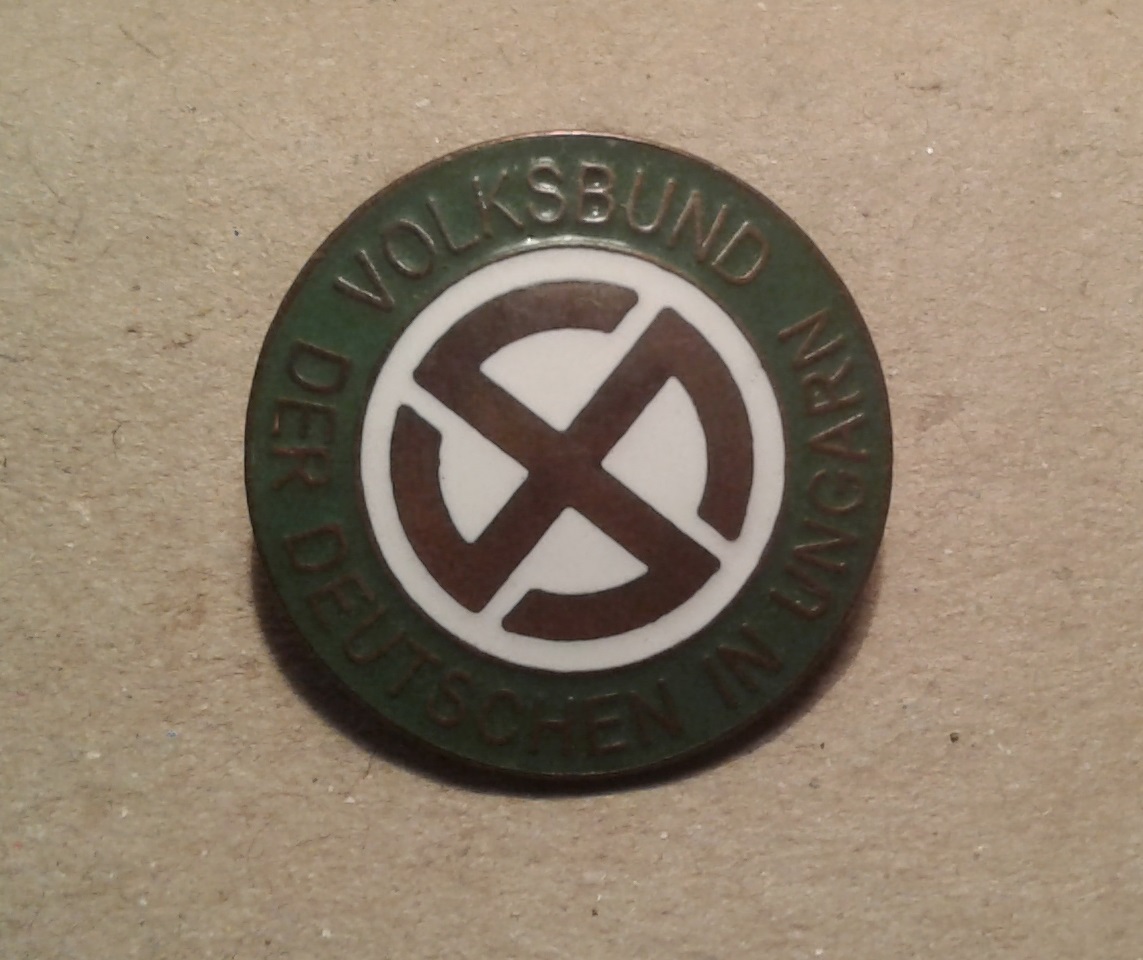 VOLKSBUND
DER DEUTSCHEN IN UNGARN